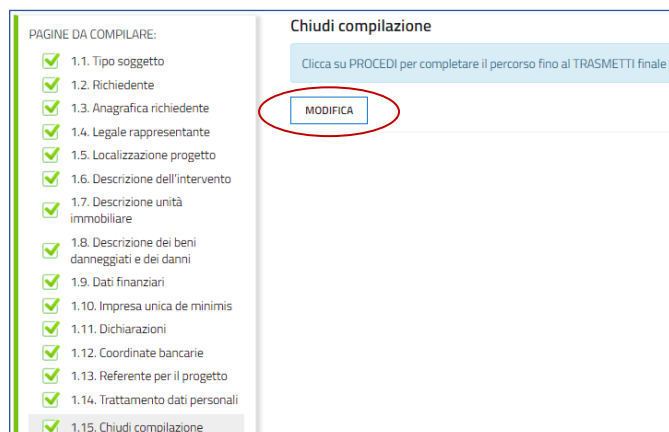 PAGINE DA COMPILARE:
1.1. Tipo soggetto
1.2. Richiedente
1.3. Anagrafica richiedente
1.4. Legale rappresentante
1.5. Localizzazione progetto
1.6. Descrizione dell'intervento
1.7. Descrizione unità
immobiliare
1.8. Descrizione dei beni
danneggiati e dei danni
1.9. Dati finanziari
1.10. Impresa unica de minimis
1.11. Dichiarazioni
1.12. Coordinate bancarie
1.13. Referente per il progetto
1.14. Trattamento dati personali
1.15. Chiudi compilazione
Chiudi compilazione
Clicca su PROCEDI per completare il percorso fino al TRASMETTI finale
MODIFICA